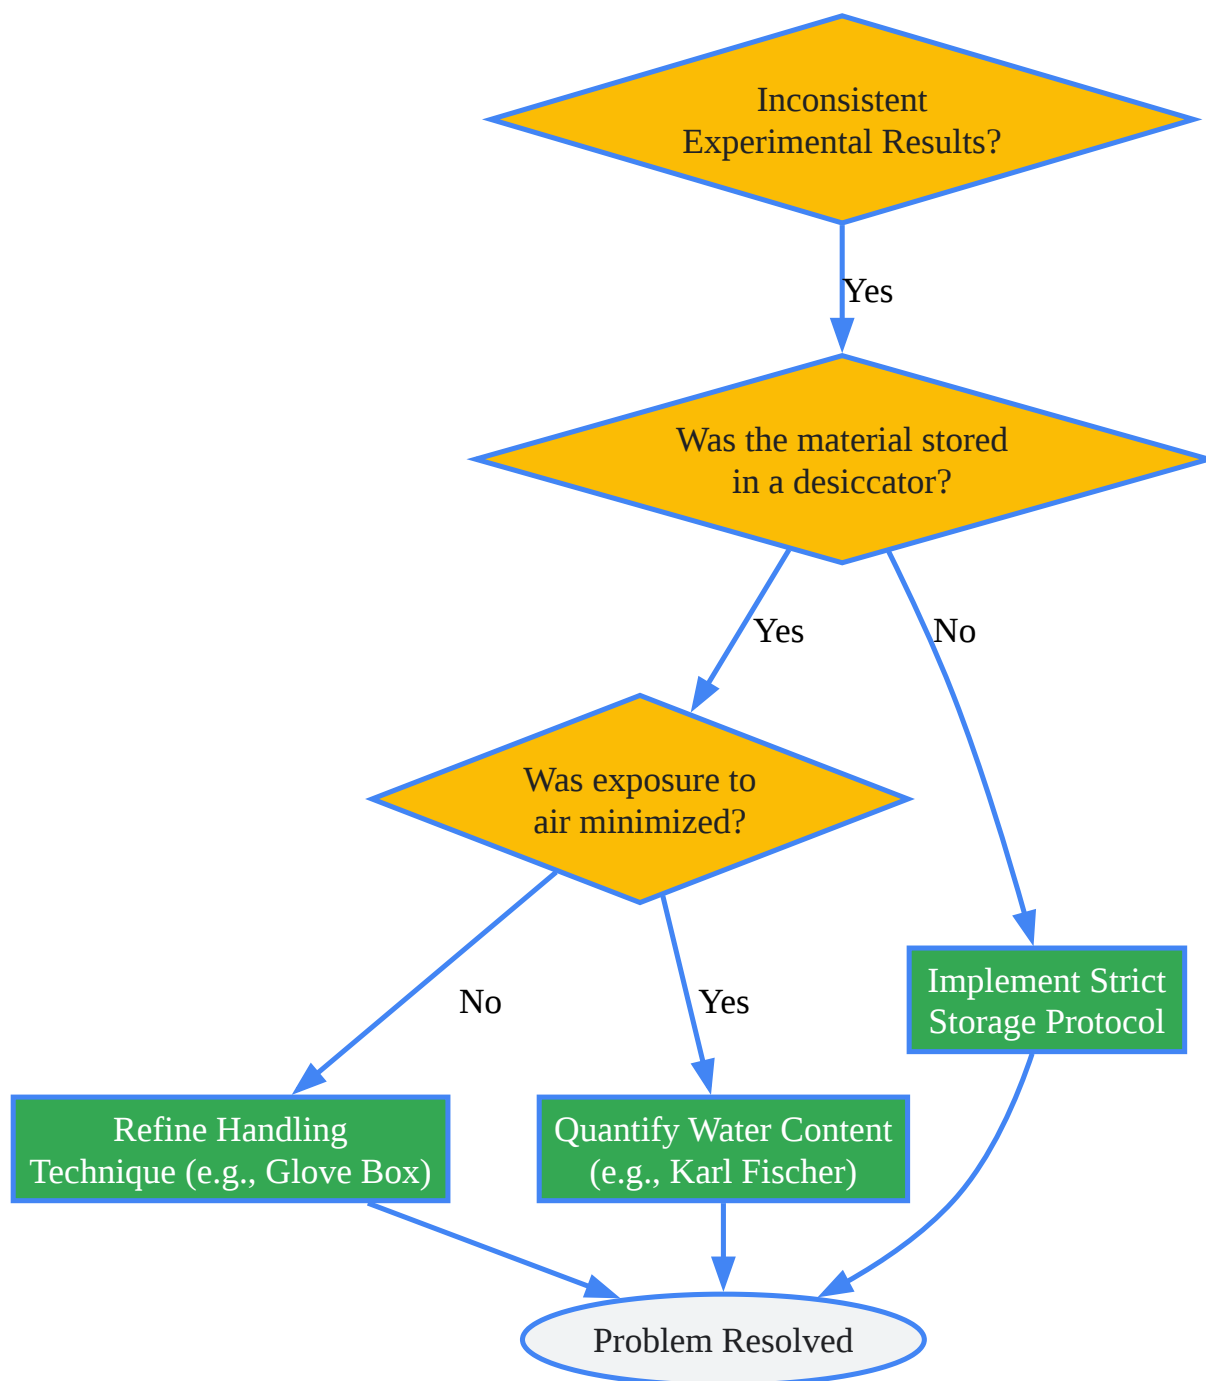 Inconsistent
Experimental Results?
Yes
Was the material stored
in a desiccator?
Yes
No
Was exposure to
air minimized?
No
Yes
Implement Strict
Storage Protocol
Refine Handling
Technique (e.g., Glove Box)
Quantify Water Content
(e.g., Karl Fischer)
Problem Resolved